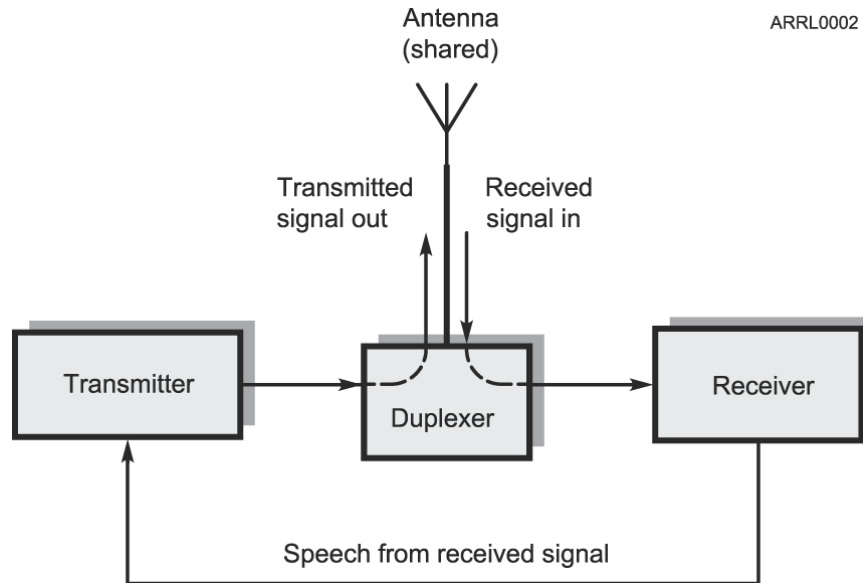 Antenna
(shared)
ARRL0002
Transmitted
signal out
Received
signal in
Transmitter
Duplexer
Receiver
Speech from received signal